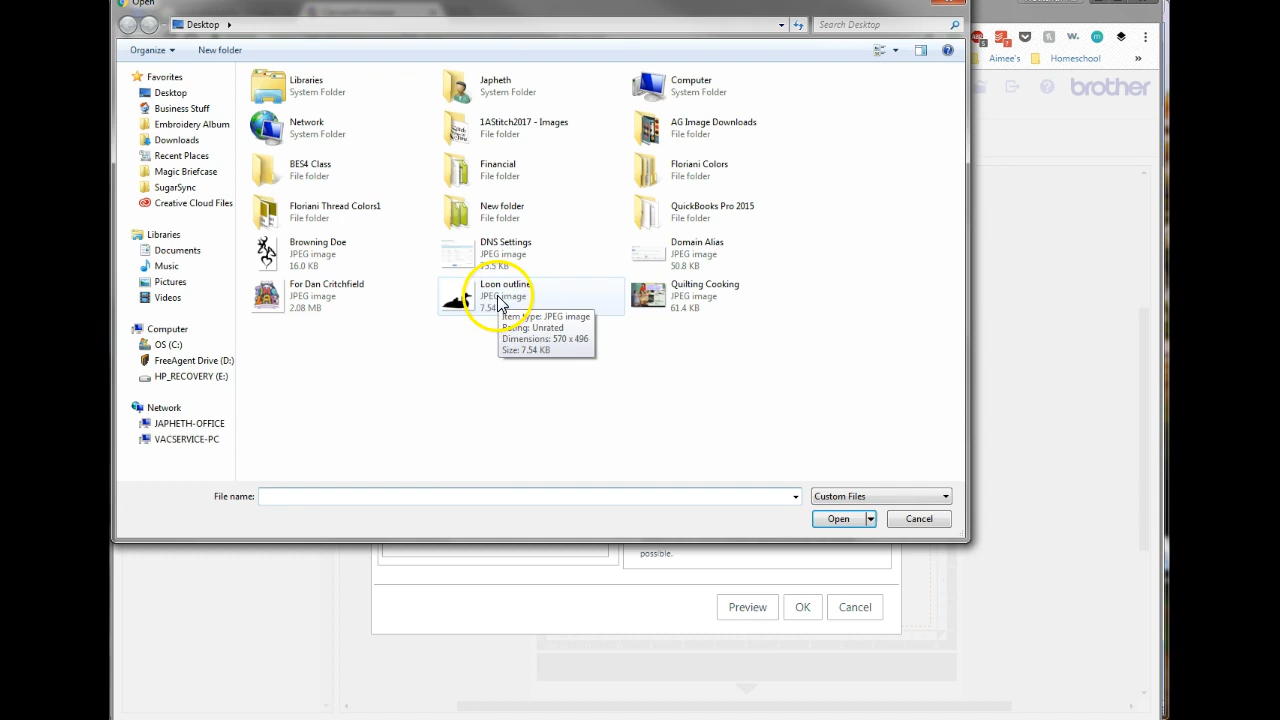 Open
Desktop
Search Desktop
Organize
New folder
Favorites
Desktop
Business Stuff
Embroidery Album
Downloads
Recent Places
Magic Briefcase
SugarSync
Creative Cloud Files
Libraries
Documents
Music
Pictures
Videos
Computer
OS (C:)
FreeAgent Drive (D:)
HP_RECOVERY (E:)
Network
JAPHETH-OFFICE
VACSERVICE-PC
Libraries
System Folder
Japheth
System Folder
Computer
System Folder
Network
System Folder
1AStitch2017 - Images
File folder
AG Image Downloads
File folder
BES4 Class
File folder
Financial
File folder
Floriani Colors
File folder
Floriani Thread Colors1
File folder
New folder
File folder
QuickBooks Pro 2015
File folder
Browning Doe
JPEG image
16.0 KB
DNS Settings
JPEG image
KB
Domain Alias
JPEG image
50.8 KB
For Dan Critchfield
JPEG image
2.08 MB
Loon outline
JPEG image
7.54
Quilting Cooking
JPEG image
61.4 KB
Item type: JPEG image
Rating: Unrated
Dimensions: 570 x 496
Size: 7.54 KB
File name:
Custom Files
Open
Cancel
Aimee's
Homeschool
»
brother
possible.
Preview
OK
Cancel